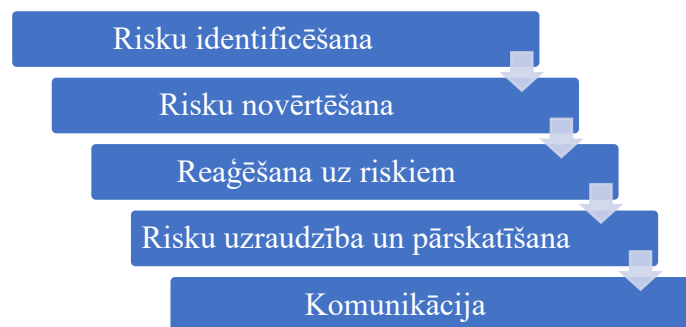 Risku identificēšana
Risku novērtēšana
Reaģēšana uz riskiem
Risku uzraudzība un pārskatīšana
Komunikācija